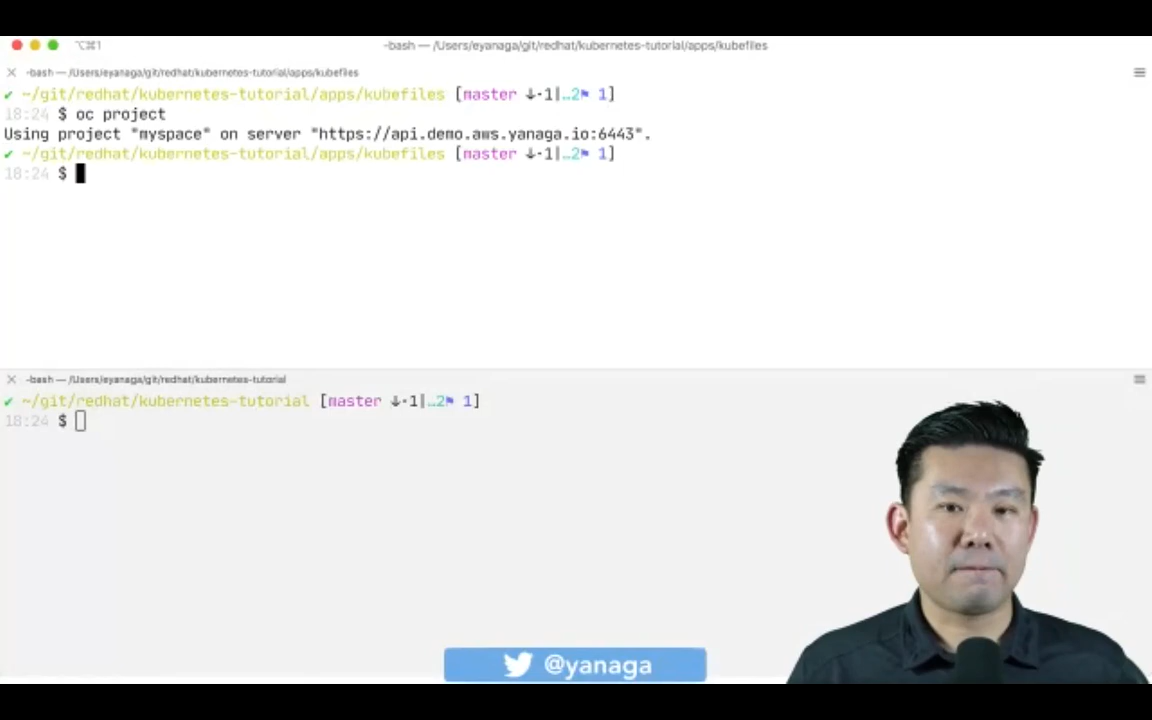 ⌥⌘1
-bash — /Users/eyanaga/git/redhat/kubernetes-tutorial/apps/kubefiles
-bash — /Users/eyanaga/git/redhat/kubernetes-tutorial/apps/kubefiles
✔ ~/git/redhat/kubernetes-tutorial/apps/kubefiles [master ↓·1|…2⚑ 1]
18:24 $ oc project
Using project "myspace" on server "https://api.demo.aws.yanaga.io:6443".
✔ ~/git/redhat/kubernetes-tutorial/apps/kubefiles [master ↓·1|…2⚑ 1]
18:24 $
-bash — /Users/eyanaga/git/redhat/kubernetes-tutorial
✔ ~/git/redhat/kubernetes-tutorial [master ↓·1|…2⚑ 1]
18:24 $
@yanaga